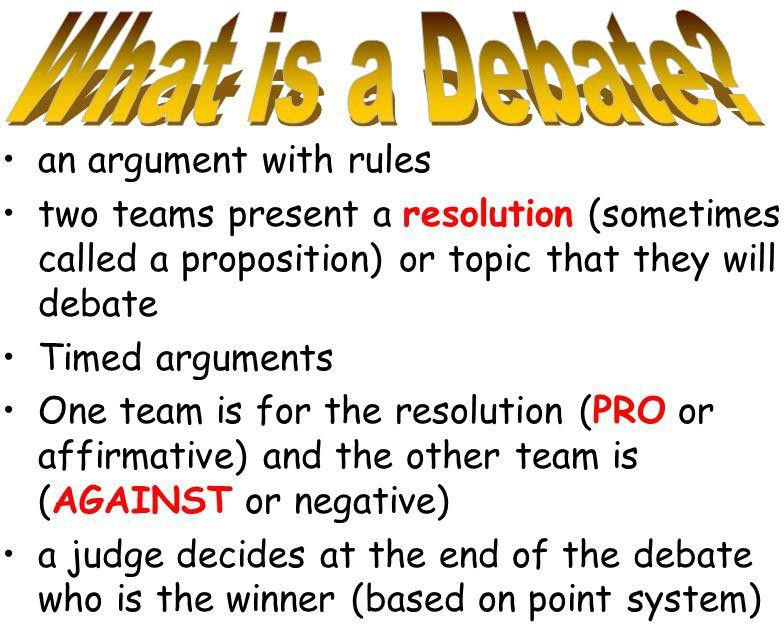 What is a Debate?
• an argument with rules
• two teams present a resolution (sometimes
called a proposition) or topic that they will
debate
• Timed arguments
• One team is for the resolution (PRO or
affirmative) and the other team is
(AGAINST or negative)
• a judge decides at the end of the debate
who is the winner (based on point system)